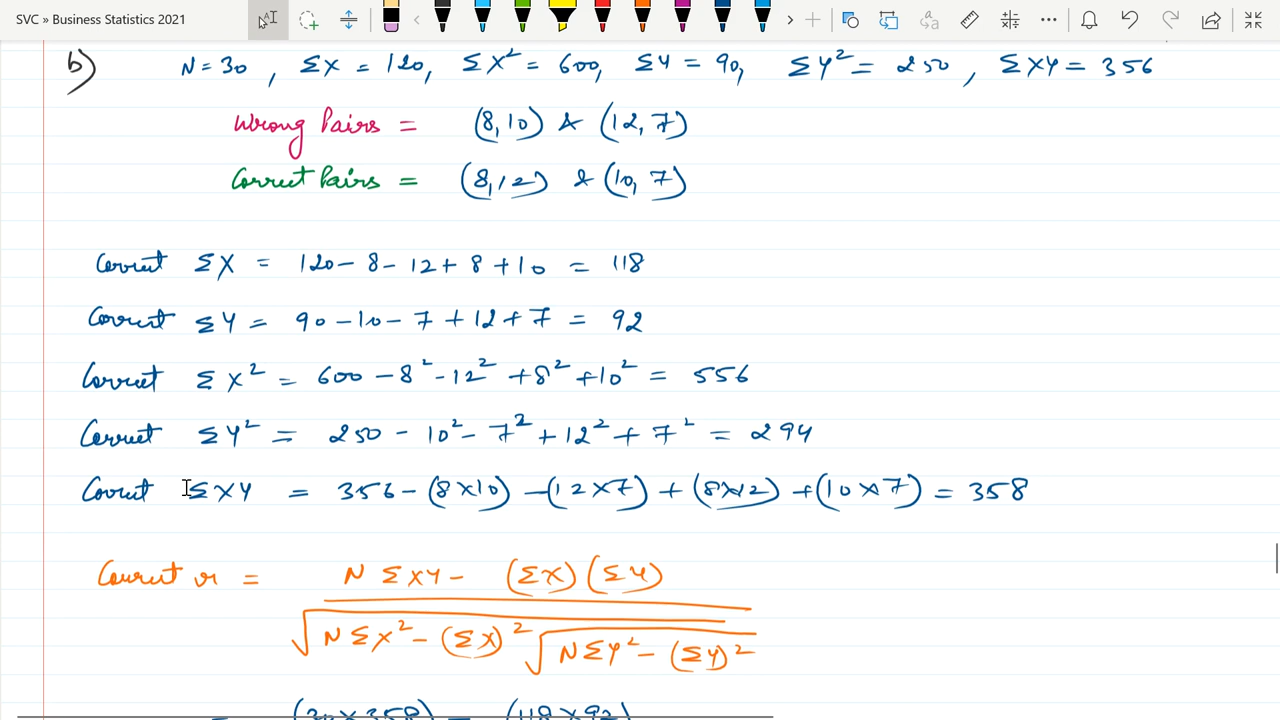 SVC » Business Statistics 2021
b) N = 30, ΣX = 120, ΣX² = 600, ΣY = 90, ΣY² = 250, ΣXY = 356
Wrong Pairs = (8,10) & (12,7)
Correct Pairs = (8,12) & (10,7)
Correct ΣX = 120 - 8 - 12 + 8 + 10 = 118
Correct ΣY = 90 - 10 - 7 + 12 + 7 = 92
Correct ΣX² = 600 - 8² - 12² + 8² + 10² = 556
Correct ΣY² = 250 - 10² - 7² + 12² + 7² = 294
Correct ΣXY = 356 - (8×10) - (12×7) + (8×12) + (10×7) = 358
Correct r = N ΣXY - (ΣX)(ΣY)
√NΣX² - (ΣX)² √NΣY² - (ΣY)²
= (30×358) - (118×92)